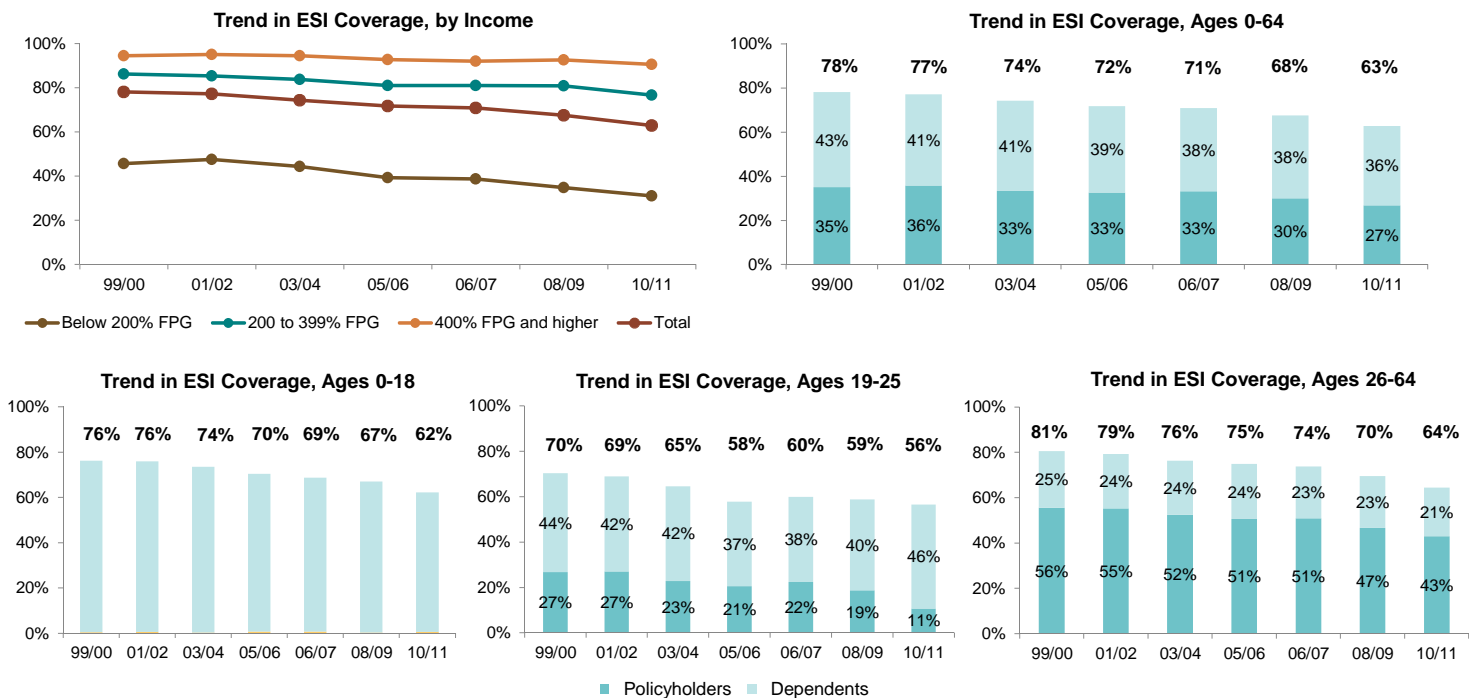 Trend in ESI Coverage, by Income
100%
80%
60%
40%
20%
0%
99/00 01/02 03/04 05/06 06/07 08/09 10/11
Below 200% FPG 200 to 399% FPG 400% FPG and higher Total
Trend in ESI Coverage, Ages 0-64
100%
80%
60%
40%
20%
0%
78% 77% 74% 72% 71% 68% 63%
43% 41% 41% 39% 38% 38% 36%
35% 36% 33% 33% 33% 30% 27%
99/00 01/02 03/04 05/06 06/07 08/09 10/11
Trend in ESI Coverage, Ages 0-18
100%
80%
60%
40%
20%
0%
76% 76% 74% 70% 69% 67% 62%
99/00 01/02 03/04 05/06 06/07 08/09 10/11
Trend in ESI Coverage, Ages 19-25
100%
80%
60%
40%
20%
0%
70% 69% 65% 58% 60% 59% 56%
44% 42% 42% 37% 38% 40% 46%
27% 27% 23% 21% 22% 19% 11%
99/00 01/02 03/04 05/06 06/07 08/09 10/11
Policyholders Dependents
Trend in ESI Coverage, Ages 26-64
100%
80%
60%
40%
20%
0%
81% 79% 76% 75% 74% 70% 64%
25% 24% 24% 24% 23% 23% 21%
56% 55% 52% 51% 51% 47% 43%
99/00 01/02 03/04 05/06 06/07 08/09 10/11